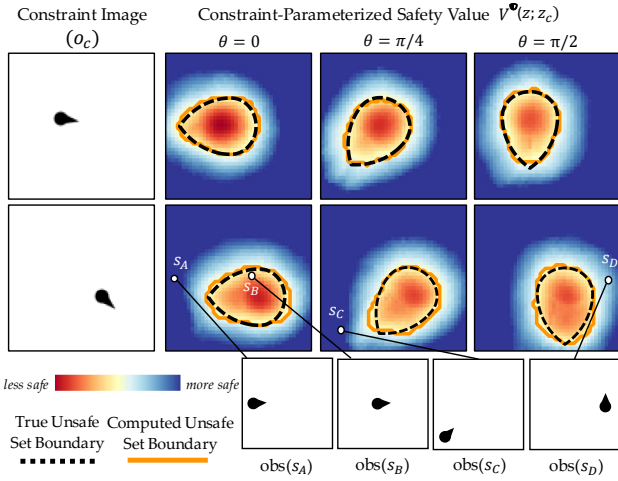 Constraint Image
(o_c)
Constraint-Parameterized Safety Value V(z; z_c)
θ = 0
θ = π/4
θ = π/2
s_A
s_B
s_C
s_D
less safe
more safe
True Unsafe
Set Boundary
Computed Unsafe
Set Boundary
obs(s_A)
obs(s_B)
obs(s_C)
obs(s_D)